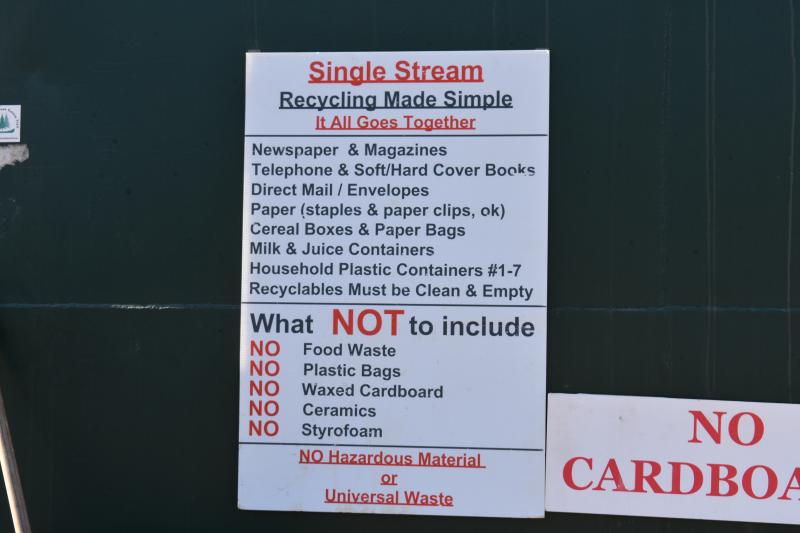 Single Stream
Recycling Made Simple
It All Goes Together
Newspaper & Magazines
Telephone & Soft/Hard Cover Books
Direct Mail / Envelopes
Paper (staples & paper clips, ok)
Cereal Boxes & Paper Bags
Milk & Juice Containers
Household Plastic Containers #1-7
Recyclables Must be Clean & Empty
What NOT to include
NO Food Waste
NO Plastic Bags
NO Waxed Cardboard
NO Ceramics
NO Styrofoam
NO Hazardous Material
or
Universal Waste
NO
CARDBOA